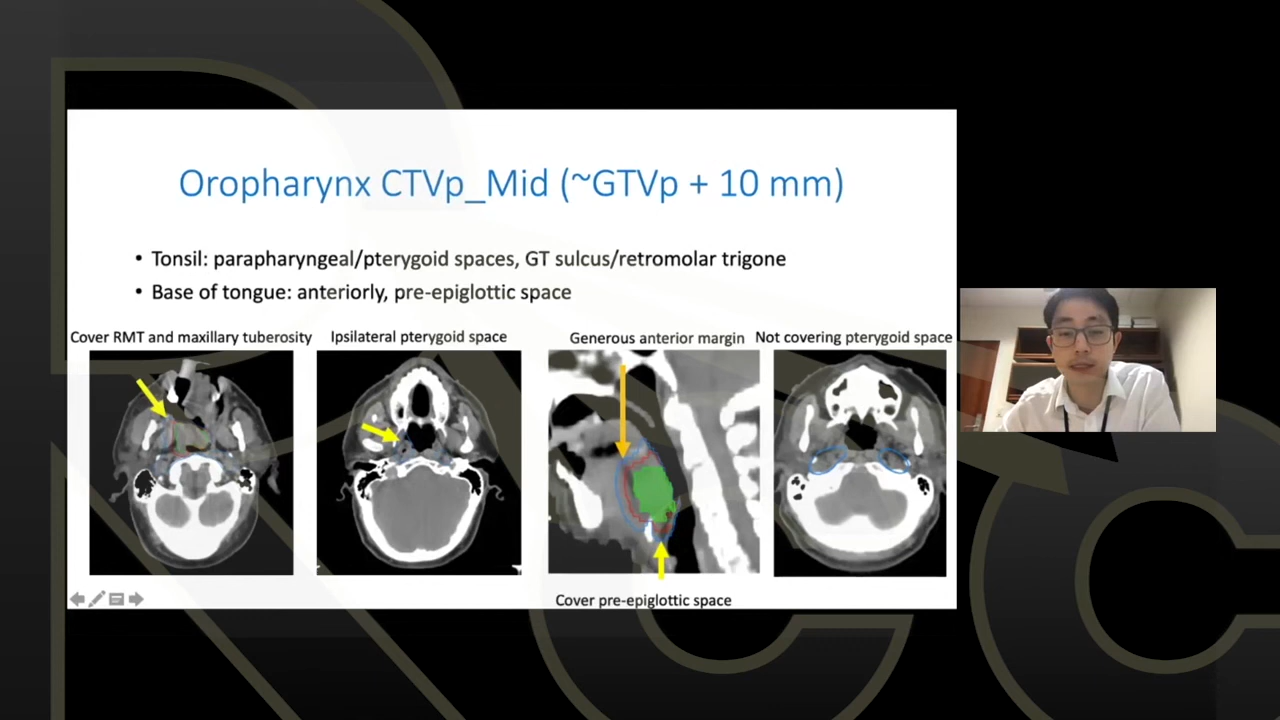 Oropharynx CTVp_Mid (~GTVp + 10 mm)
• Tonsil: parapharyngeal/pterygoid spaces, GT sulcus/retromolar trigone
• Base of tongue: anteriorly, pre-epiglottic space
Cover RMT and maxillary tuberosity
Ipsilateral pterygoid space
Generous anterior margin
Not covering pterygoid space
Cover pre-epiglottic space